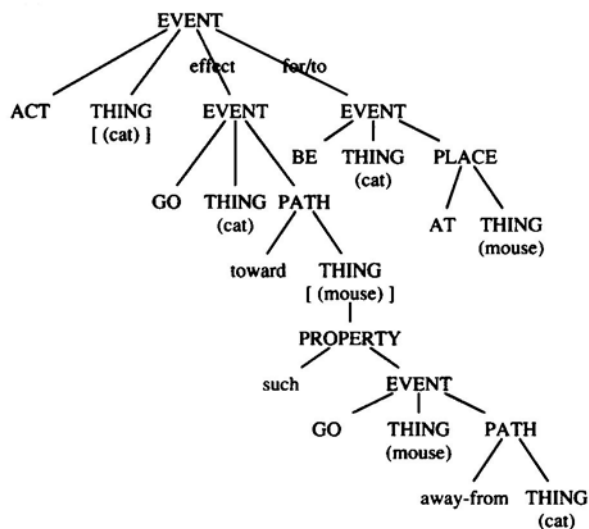 EVENT
effect for/to
ACT THING EVENT EVENT
[ (cat) ]
BE THING PLACE
(cat)
GO THING PATH
(cat)
AT THING
(mouse)
toward THING
[ (mouse) ]
PROPERTY
such EVENT
GO THING PATH
(mouse)
away-from THING
(cat)